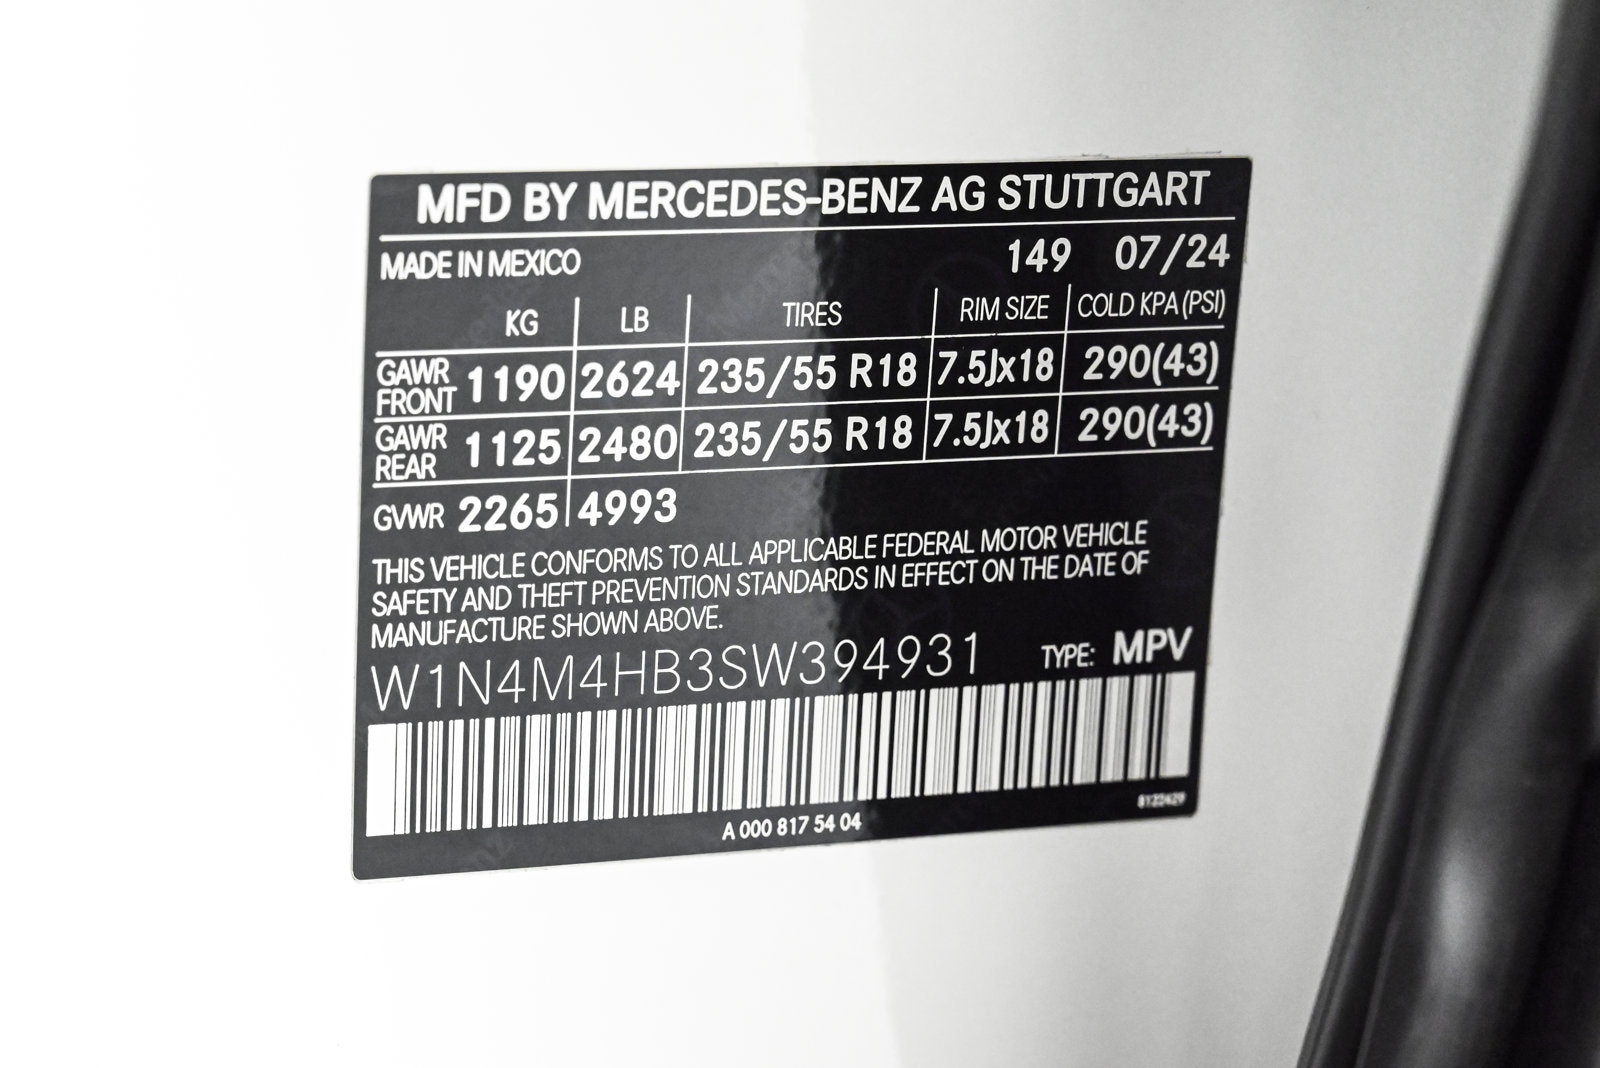 MFD BY MERCEDES-BENZ AG STUTTGART
MADE IN MEXICO 149 07/24
KG LB TIRES RIM SIZE COLD KPA (PSI)
GAWR FRONT 1190 2624 235/55 R18 7.5Jx18 290(43)
GAWR REAR 1125 2480 235/55 R18 7.5Jx18 290(43)
GVWR 2265 4993
THIS VEHICLE CONFORMS TO ALL APPLICABLE FEDERAL MOTOR VEHICLE
SAFETY AND THEFT PREVENTION STANDARDS IN EFFECT ON THE DATE OF
MANUFACTURE SHOWN ABOVE.
W1N4M4HB3SW394931 TYPE: MPV
A 000 817 54 04